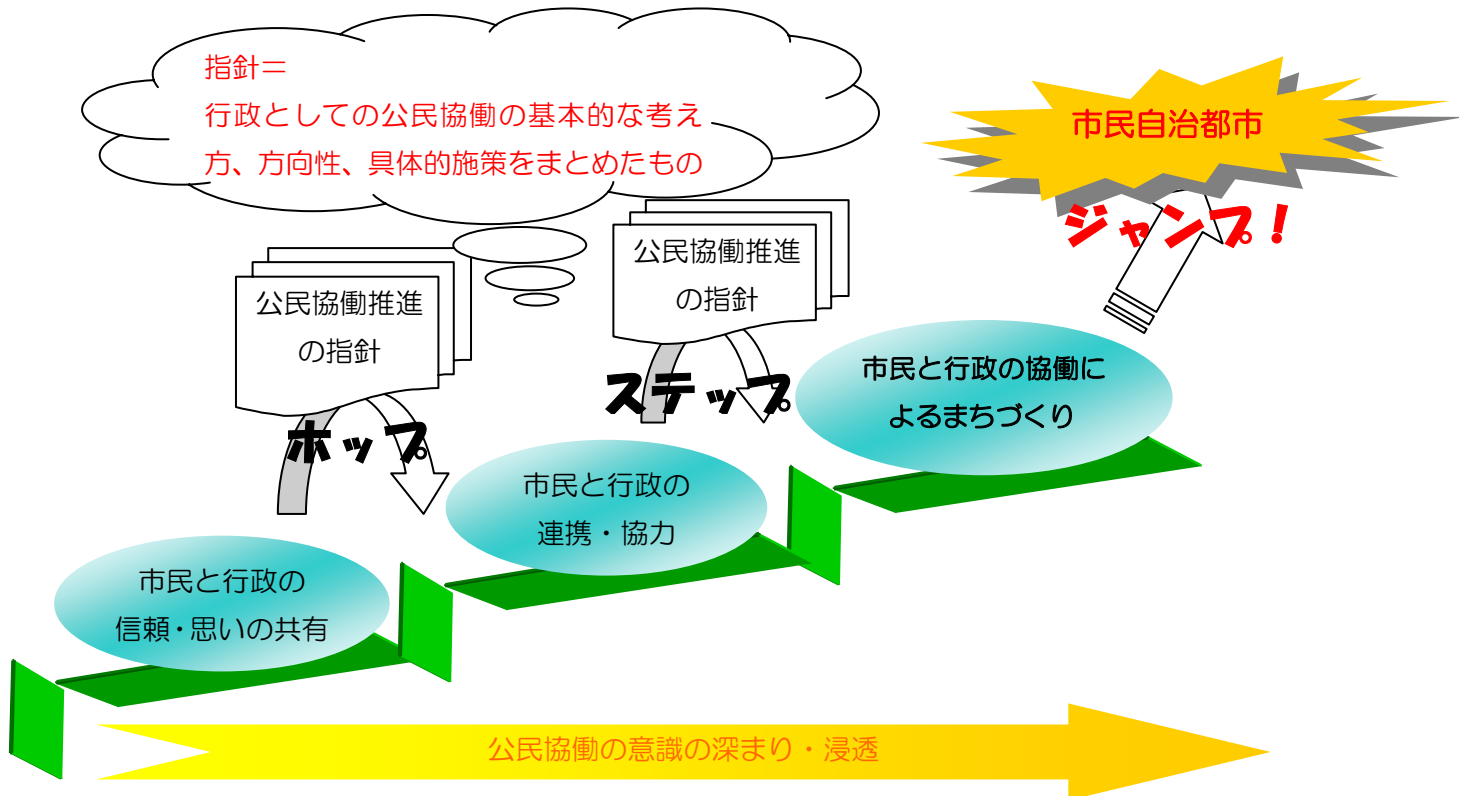 指針＝
行政としての公民協働の基本的な考え
方、方向性、具体的施策をまとめたもの
市民自治都市
ジャンプ！
公民協働推進
の指針
公民協働推進
の指針
ステップ
市民と行政の協働に
よるまちづくり
ホップ
市民と行政の
連携・協力
市民と行政の
信頼・思いの共有
公民協働の意識の深まり・浸透